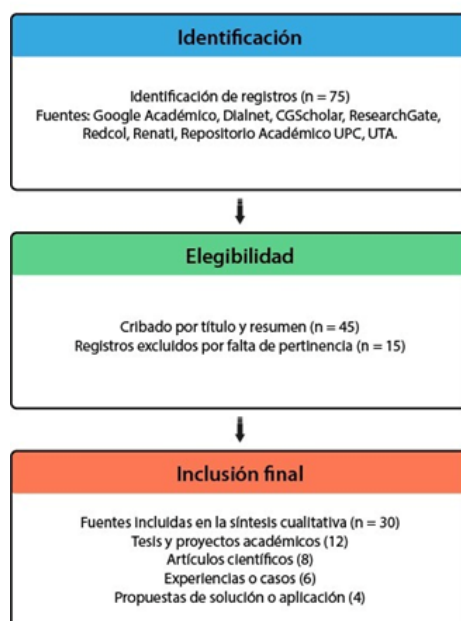 Identificación
Identificación de registros (n = 75)
Fuentes: Google Académico, Dialnet, CGScholar, ResearchGate,
Redcol, Renati, Repositorio Académico UPC, UTA.
Elegibilidad
Cribado por título y resumen (n = 45)
Registros excluidos por falta de pertinencia (n = 15)
Inclusión final
Fuentes incluidas en la síntesis cualitativa (n = 30)
Tesis y proyectos académicos (12)
Artículos científicos (8)
Experiencias o casos (6)
Propuestas de solución o aplicación (4)